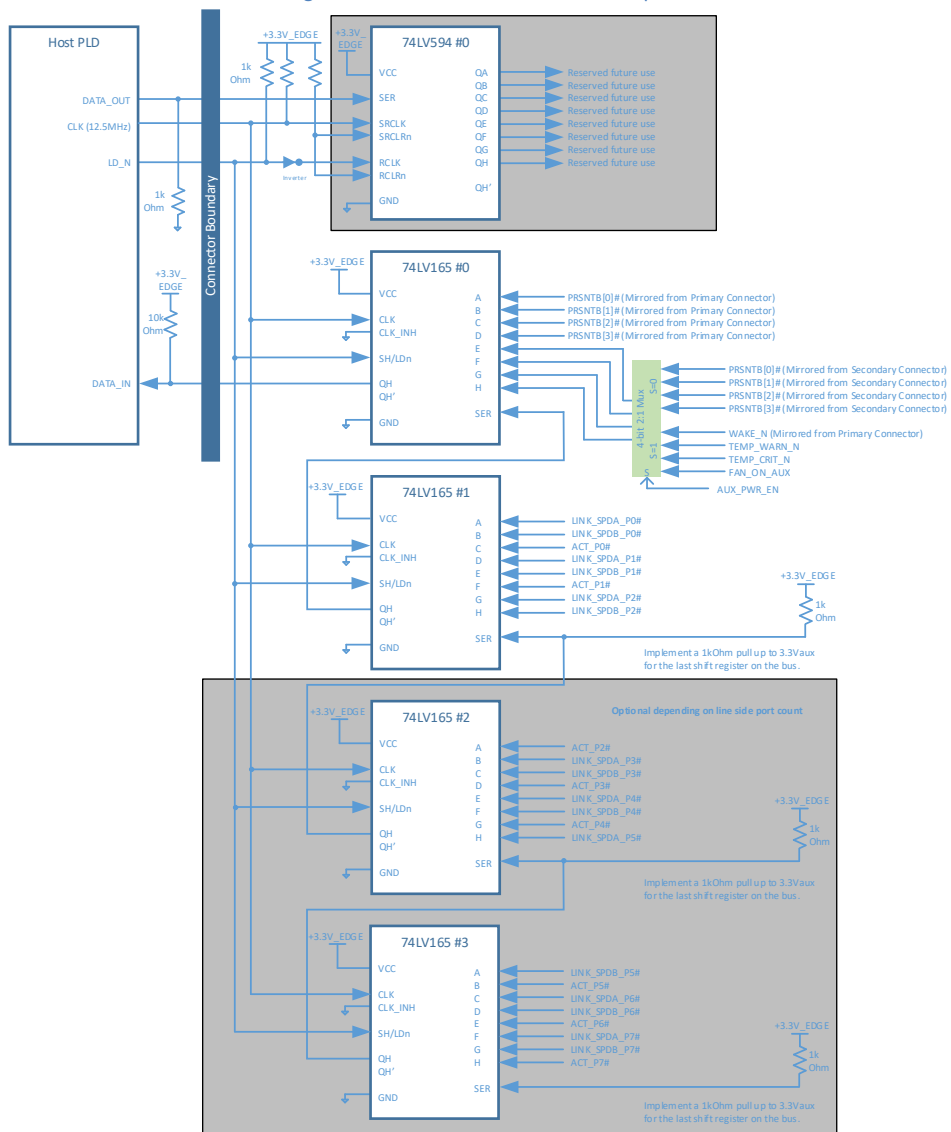 Host PLD
DATA_OUT
CLK (12.5MHz)
LD_N
1k
Ohm
+3.3V_
EDGE
10k
Ohm
DATA_IN
Connector Boundary
+3.3V_EDGE
1k
Ohm
+3.3V_
EDGE
74LV594 #0
VCC
SER
SRCLK
SRCLRn
RCLK
RCLRn
GND
QA
QB
QC
QD
QE
QF
QG
QH
QH'
Reserved future use
Reserved future use
Reserved future use
Reserved future use
Reserved future use
Reserved future use
Reserved future use
Reserved future use
+3.3V_EDGE
74LV165 #0
VCC
CLK
CLK_INH
SH/LDn
QH
QH'
GND
A
B
C
D
E
F
G
H
SER
PRSNTB[0]# (Mirrored from Primary Connector)
PRSNTB[1]# (Mirrored from Primary Connector)
PRSNTB[2]# (Mirrored from Primary Connector)
PRSNTB[3]# (Mirrored from Primary Connector)
4-bit 2:1 Mux
S=0
S=1
S
PRSNTB[0]# (Mirrored from Secondary Connector)
PRSNTB[1]# (Mirrored from Secondary Connector)
PRSNTB[2]# (Mirrored from Secondary Connector)
PRSNTB[3]# (Mirrored from Secondary Connector)
WAKE_N (Mirrored from Primary Connector)
TEMP_WARN_N
TEMP_CRIT_N
FAN_ON_AUX
AUX_PWR_EN
+3.3V_EDGE
74LV165 #1
VCC
CLK
CLK_INH
SH/LDn
QH
QH'
GND
A
B
C
D
E
F
G
H
SER
LINK_SPDA_P0#
LINK_SPDB_P0#
ACT_P0#
LINK_SPDA_P1#
LINK_SPDB_P1#
ACT_P1#
LINK_SPDA_P2#
LINK_SPDB_P2#
+3.3V_EDGE
1k
Ohm
Implement a 1kOhm pull up to 3.3Vaux
for the last shift register on the bus.
Optional depending on line side port count
+3.3V_EDGE
74LV165 #2
VCC
CLK
CLK_INH
SH/LDn
QH
QH'
GND
A
B
C
D
E
F
G
H
SER
ACT_P2#
LINK_SPDA_P3#
LINK_SPDB_P3#
ACT_P3#
LINK_SPDA_P4#
LINK_SPDB_P4#
ACT_P4#
LINK_SPDA_P5#
+3.3V_EDGE
1k
Ohm
Implement a 1kOhm pull up to 3.3Vaux
for the last shift register on the bus.
+3.3V_EDGE
74LV165 #3
VCC
CLK
CLK_INH
SH/LDn
QH
QH'
GND
A
B
C
D
E
F
G
H
SER
LINK_SPDB_P5#
ACT_P5#
LINK_SPDA_P6#
LINK_SPDB_P6#
ACT_P6#
LINK_SPDA_P7#
LINK_SPDB_P7#
ACT_P7#
+3.3V_EDGE
1k
Ohm
Implement a 1kOhm pull up to 3.3Vaux
for the last shift register on the bus.